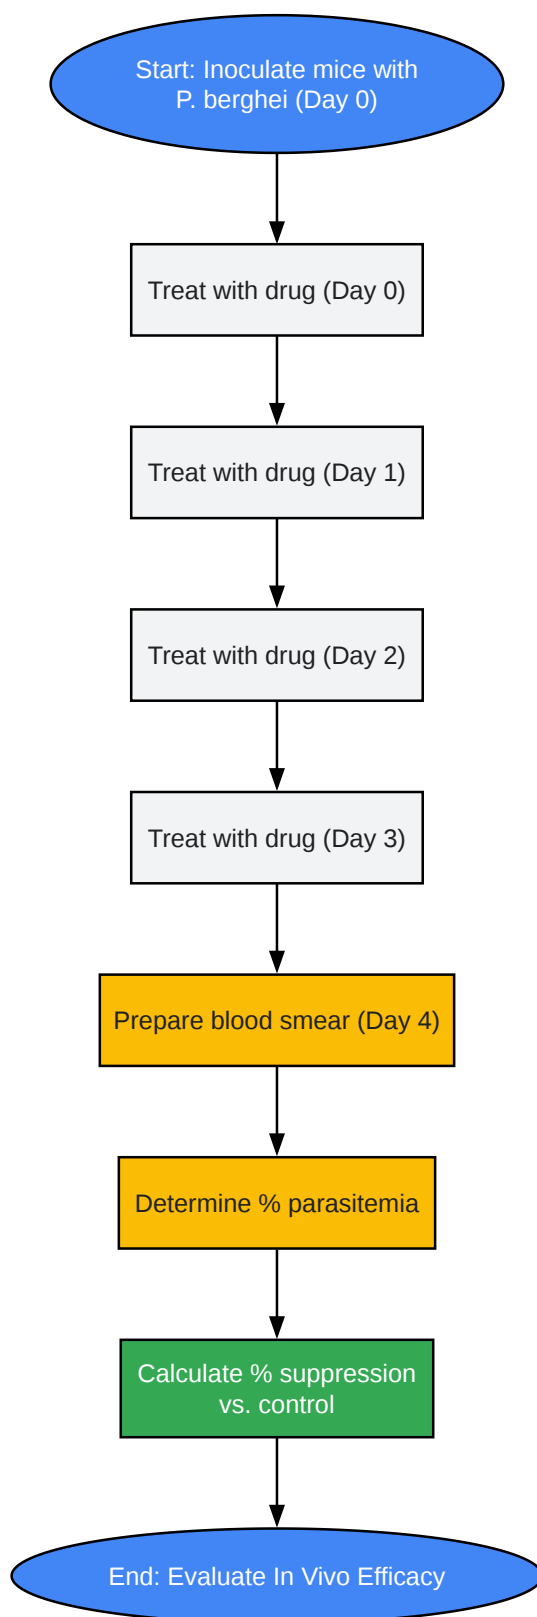 Start: Inoculate mice with
P. berghei (Day 0)
Treat with drug (Day 0)
Treat with drug (Day 1)
Treat with drug (Day 2)
Treat with drug (Day 3)
Prepare blood smear (Day 4)
Determine % parasitemia
Calculate % suppression
vs. control
End: Evaluate In Vivo Efficacy